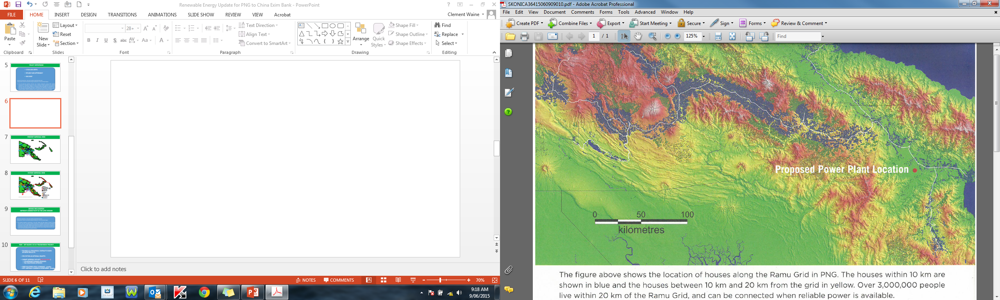 Renewable Energy Update for PNG to China Exim Bank - PowerPoint
FILE HOME INSERT DESIGN TRANSITIONS ANIMATIONS SLIDE SHOW REVIEW VIEW Acrobat
Clement Waine
Paste
New Slide
Layout
Reset
Section
28+
B I U S abc AV Aa A
Text Direction
Align Text
Convert to SmartArt
Arrange
Quick Styles
Shape Fill
Shape Outline
Shape Effects
Find
Replace
Select
Clipboard Slides Font Paragraph Drawing Editing
5
6
7
PRESENT NATIONAL GRID
8
FUTURE NATIONAL GRID
9
10
Click to add notes
SLIDE 6 OF 11
NOTES COMMENTS 70%
9:18 AM
9/06/2015
SKONICA36415060909010.pdf - Adobe Acrobat Professional
File Edit View Document Comments Forms Tools Advanced Window Help
Create PDF Combine Files Export Start Meeting Secure Sign Forms Review & Comment
1 / 1 125% Find
Proposed Power Plant Location
0 50 100
kilometres
The figure above shows the location of houses along the Ramu Grid in PNG. The houses within 10 km are
shown in blue and the houses between 10 km and 20 km from the grid in yellow. Over 3,000,000 people
live within 20 km of the Ramu Grid, and can be connected when reliable power is available.